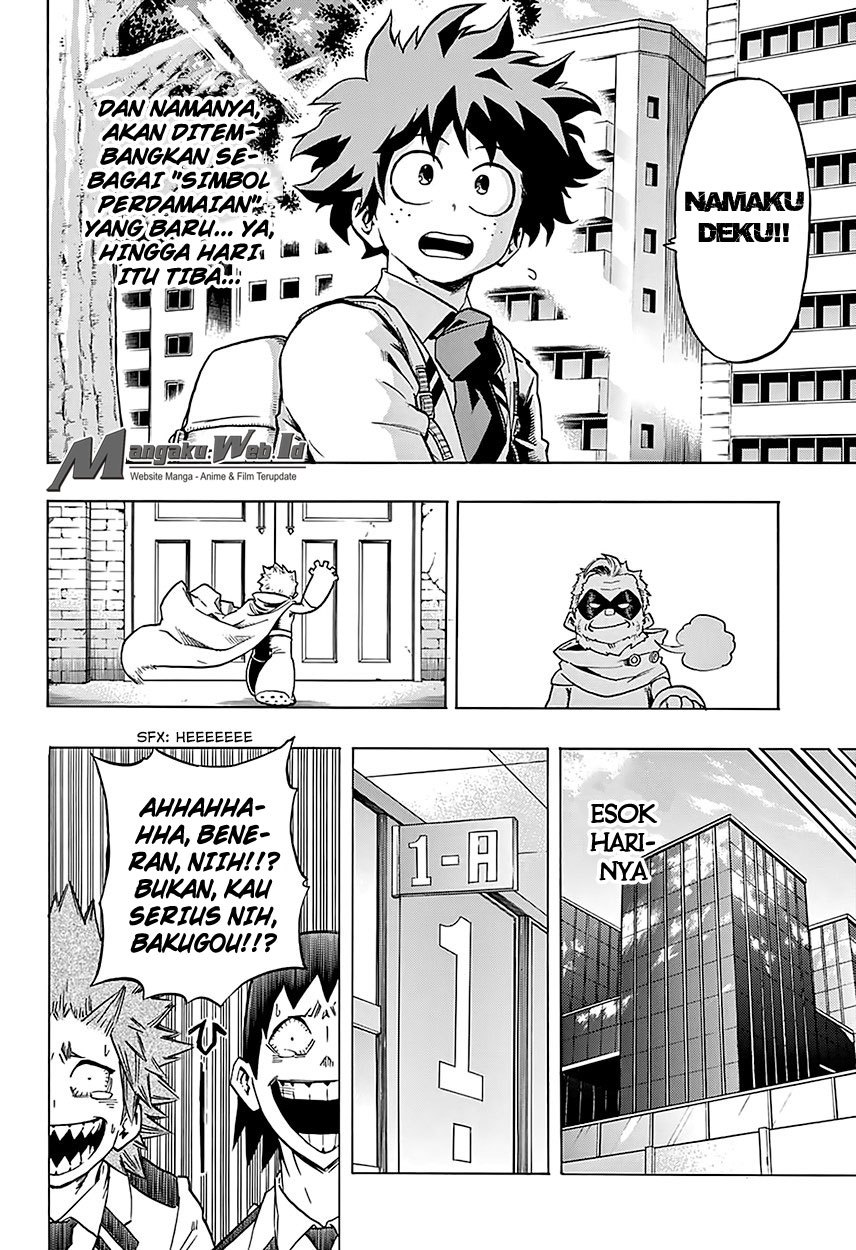 NAMAKU
DEKU!!
DAN NAMANYA,
AKAN DITEM-
BANGKAN SE-
BAGAI "SIMBOL
PERDAMAIAN"
YANG BARU... YA,
HINGGA HARI
ITU TIBA...
Mangaku.Web.Id
Website Manga - Anime & Film Terupdate
ESOK
HARI-
NYA
1-A
1
SFX: HEEEEEEE
AHHAHHA-
HHA, BENE-
RAN, NIIH!!?
BUKAN, KAU
SERIUS NIH,
BAKUGOU!!?